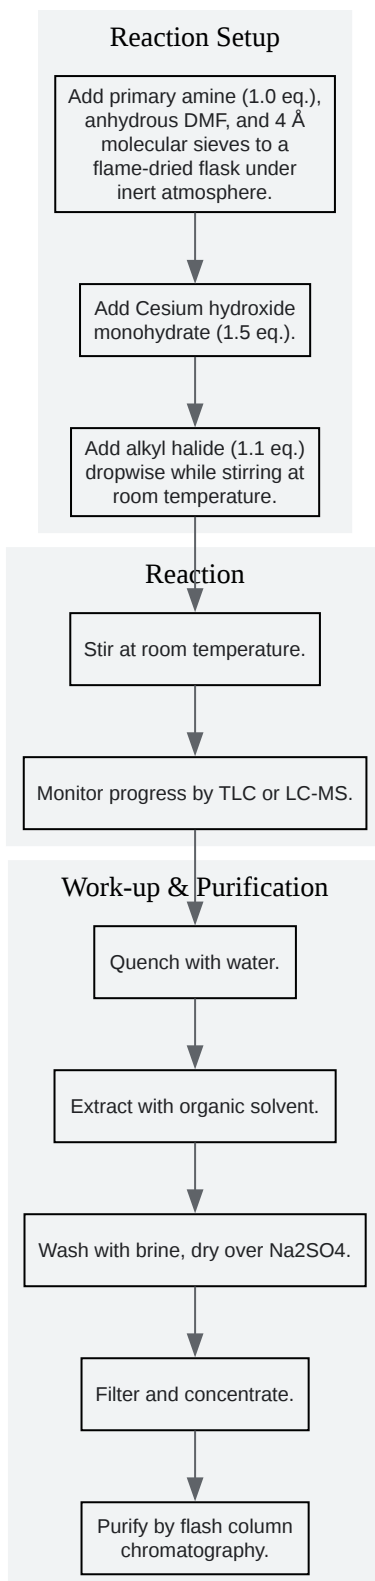 Reaction Setup
Add primary amine (1.0 eq.),
anhydrous DMF, and 4 Å
molecular sieves to a
flame-dried flask under
inert atmosphere.
Add Cesium hydroxide
monohydrate (1.5 eq.).
Add alkyl halide (1.1 eq.)
dropwise while stirring at
room temperature.
Reaction
Stir at room temperature.
Monitor progress by TLC or LC-MS.
Work-up & Purification
Quench with water.
Extract with organic solvent.
Wash with brine, dry over Na2SO4.
Filter and concentrate.
Purify by flash column
chromatography.